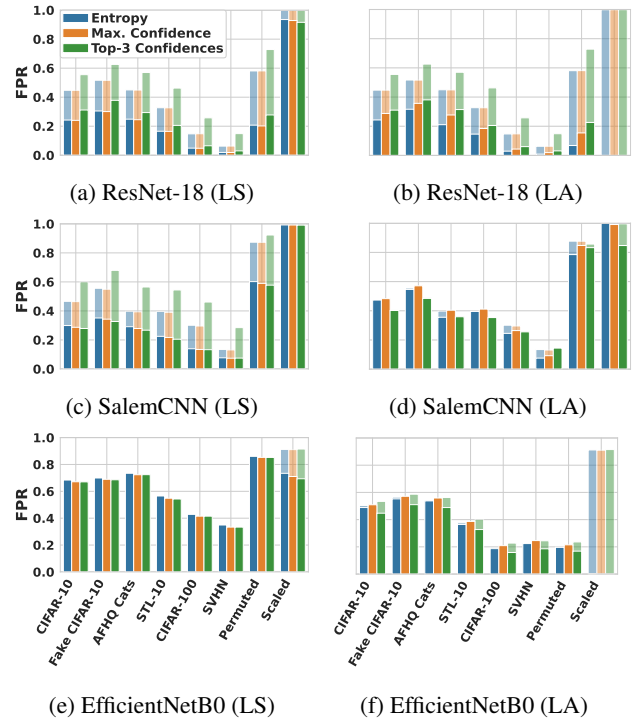 1.0
0.8
0.6
0.4
0.2
0.0
FPR
Entropy
Max. Confidence
Top-3 Confidences
(a) ResNet-18 (LS)
(b) ResNet-18 (LA)
1.0
0.8
0.6
0.4
0.2
0.0
FPR
(c) SalemCNN (LS)
(d) SalemCNN (LA)
1.0
0.8
0.6
0.4
0.2
0.0
FPR
CIFAR-10
Fake CIFAR-10
AFHQ Cats
STL-10
CIFAR-100
SVHN
Permuted
Scaled
CIFAR-10
Fake CIFAR-10
AFHQ Cats
STL-10
CIFAR-100
SVHN
Permuted
Scaled
(e) EfficientNetB0 (LS)
(f) EfficientNetB0 (LA)